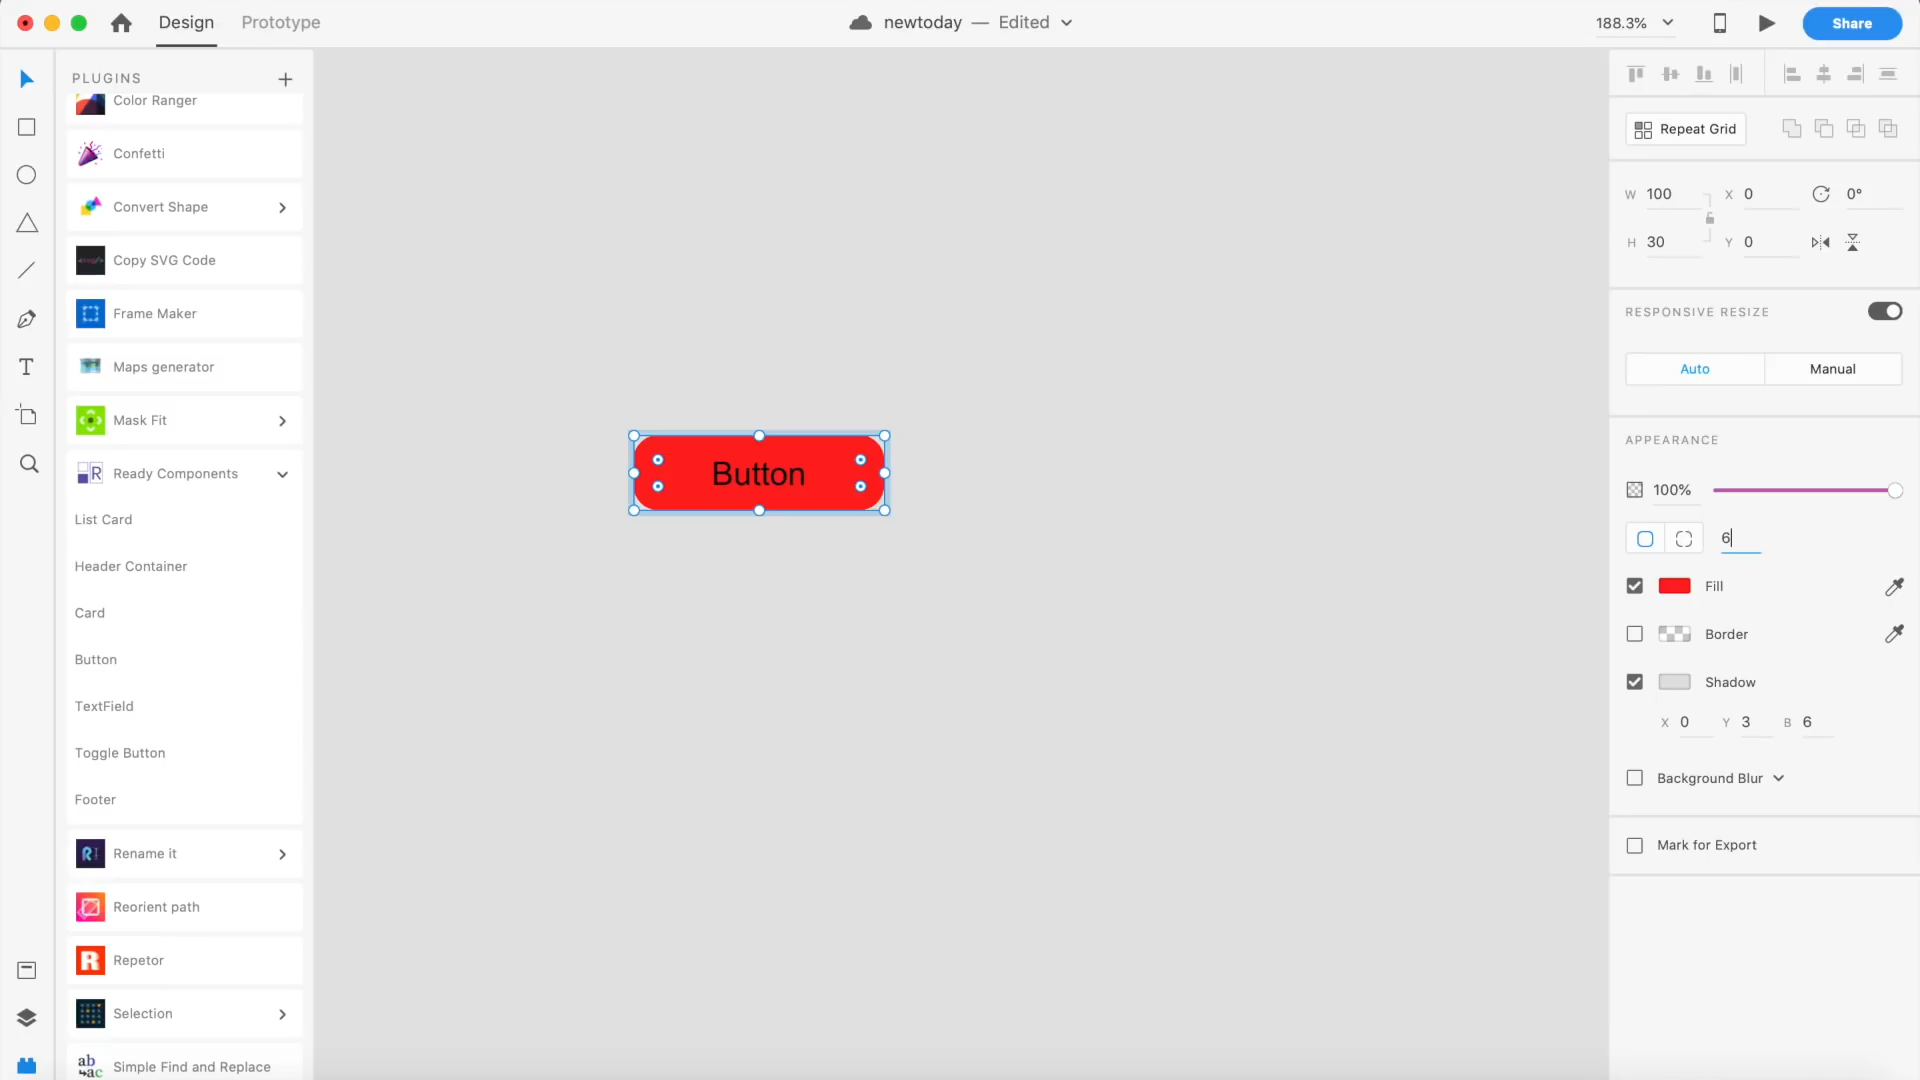 Design Prototype newtoday — Edited 188.3% Share
PLUGINS
Color Ranger
Confetti
Convert Shape
Copy SVG Code
Frame Maker
Maps generator
Mask Fit
R Ready Components
List Card
Header Container
Card
Button
TextField
Toggle Button
Footer
Rename it
Reorient path
R Repetor
Selection
ab
ac Simple Find and Replace
Button
Repeat Grid
W 100 X 0 0°
H 30 Y 0
RESPONSIVE RESIZE
Auto Manual
APPEARANCE
100%
6
Fill
Border
Shadow
X 0 Y 3 B 6
Background Blur
Mark for Export